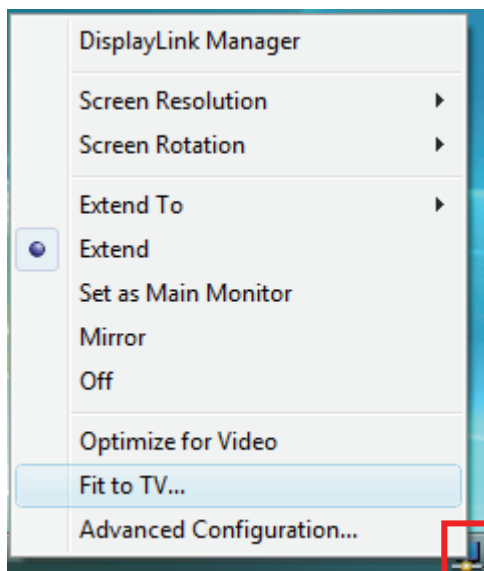 DisplayLink Manager
Screen Resolution
Screen Rotation
Extend To
Extend
Set as Main Monitor
Mirror
Off
Optimize for Video
Fit to TV...
Advanced Configuration...